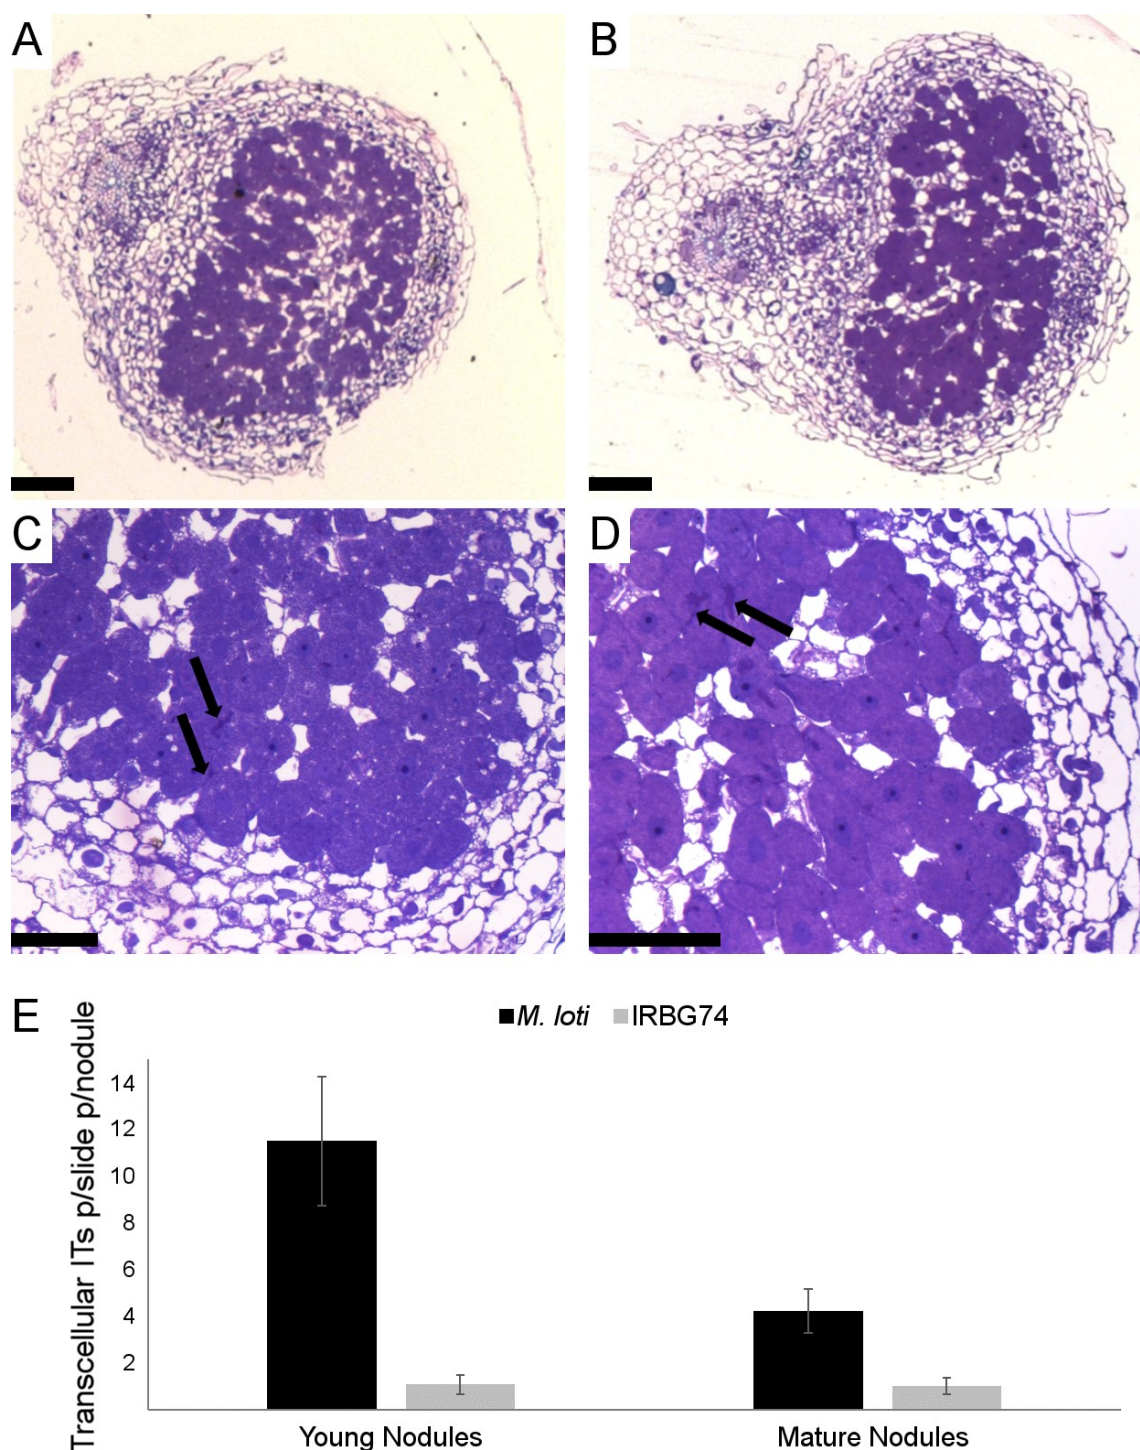 A
B
C
D
E
M. loti IRBG74
Transcellular ITs p/slide p/nodule
14
12
10
8
6
4
2
Young Nodules Mature Nodules